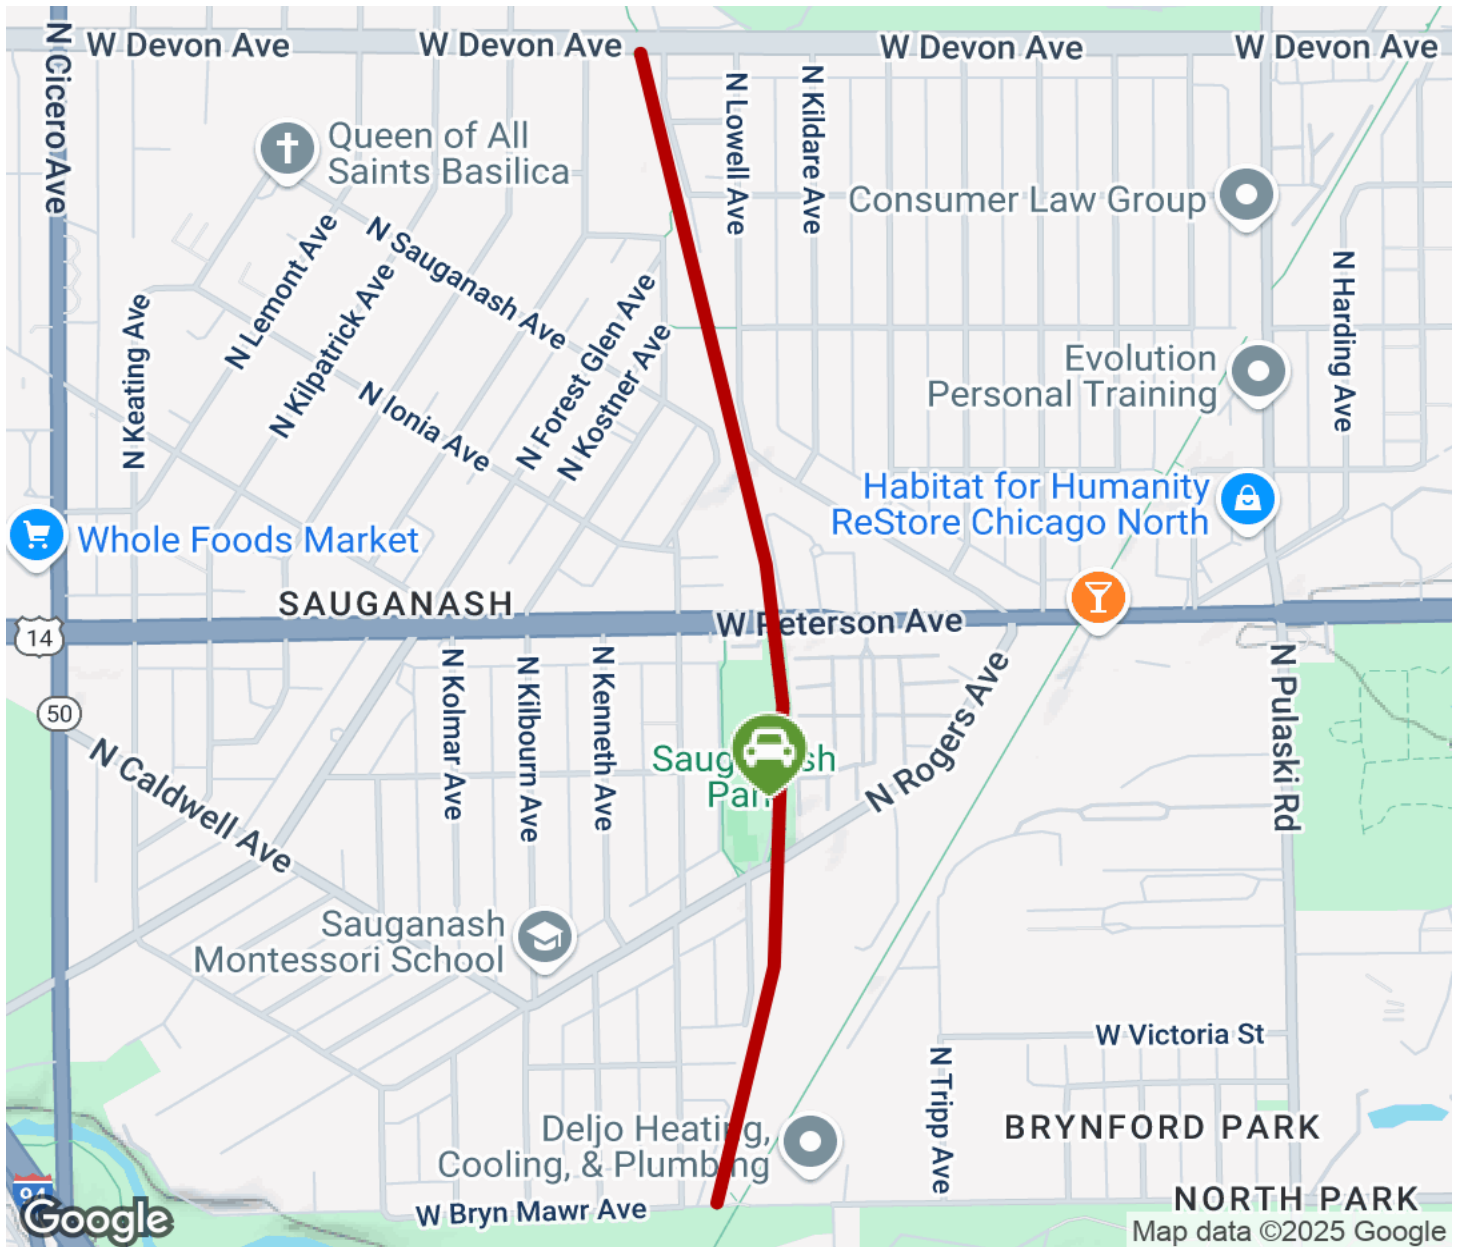 W Devon Ave
W Devon Ave
W Devon Ave
W Devon Ave
N Cicero Ave
Queen of All
Saints Basilica
N Lowell Ave
N Kildare Ave
Consumer Law Group
N Sauganash Ave
N Lemont Ave
N Kilpatrick Ave
N Keating Ave
N Forest Glen Ave
N Kostner Ave
N Harding Ave
Evolution
Personal Training
N Ionia Ave
Habitat for Humanity
ReStore Chicago North
Whole Foods Market
SAUGANASH
W Peterson Ave
14
50
N Caldwell Ave
N Kolmar Ave
N Kilbourn Ave
N Kenneth Ave
N Rogers Ave
N Pulaski Rd
Sauganash
Montessori School
W Victoria St
N Tripp Ave
BRYNFORD PARK
Deljo Heating,
Cooling, & Plumbing
94
W Bryn Mawr Ave
NORTH PARK
Google
Map data ©2025 Google